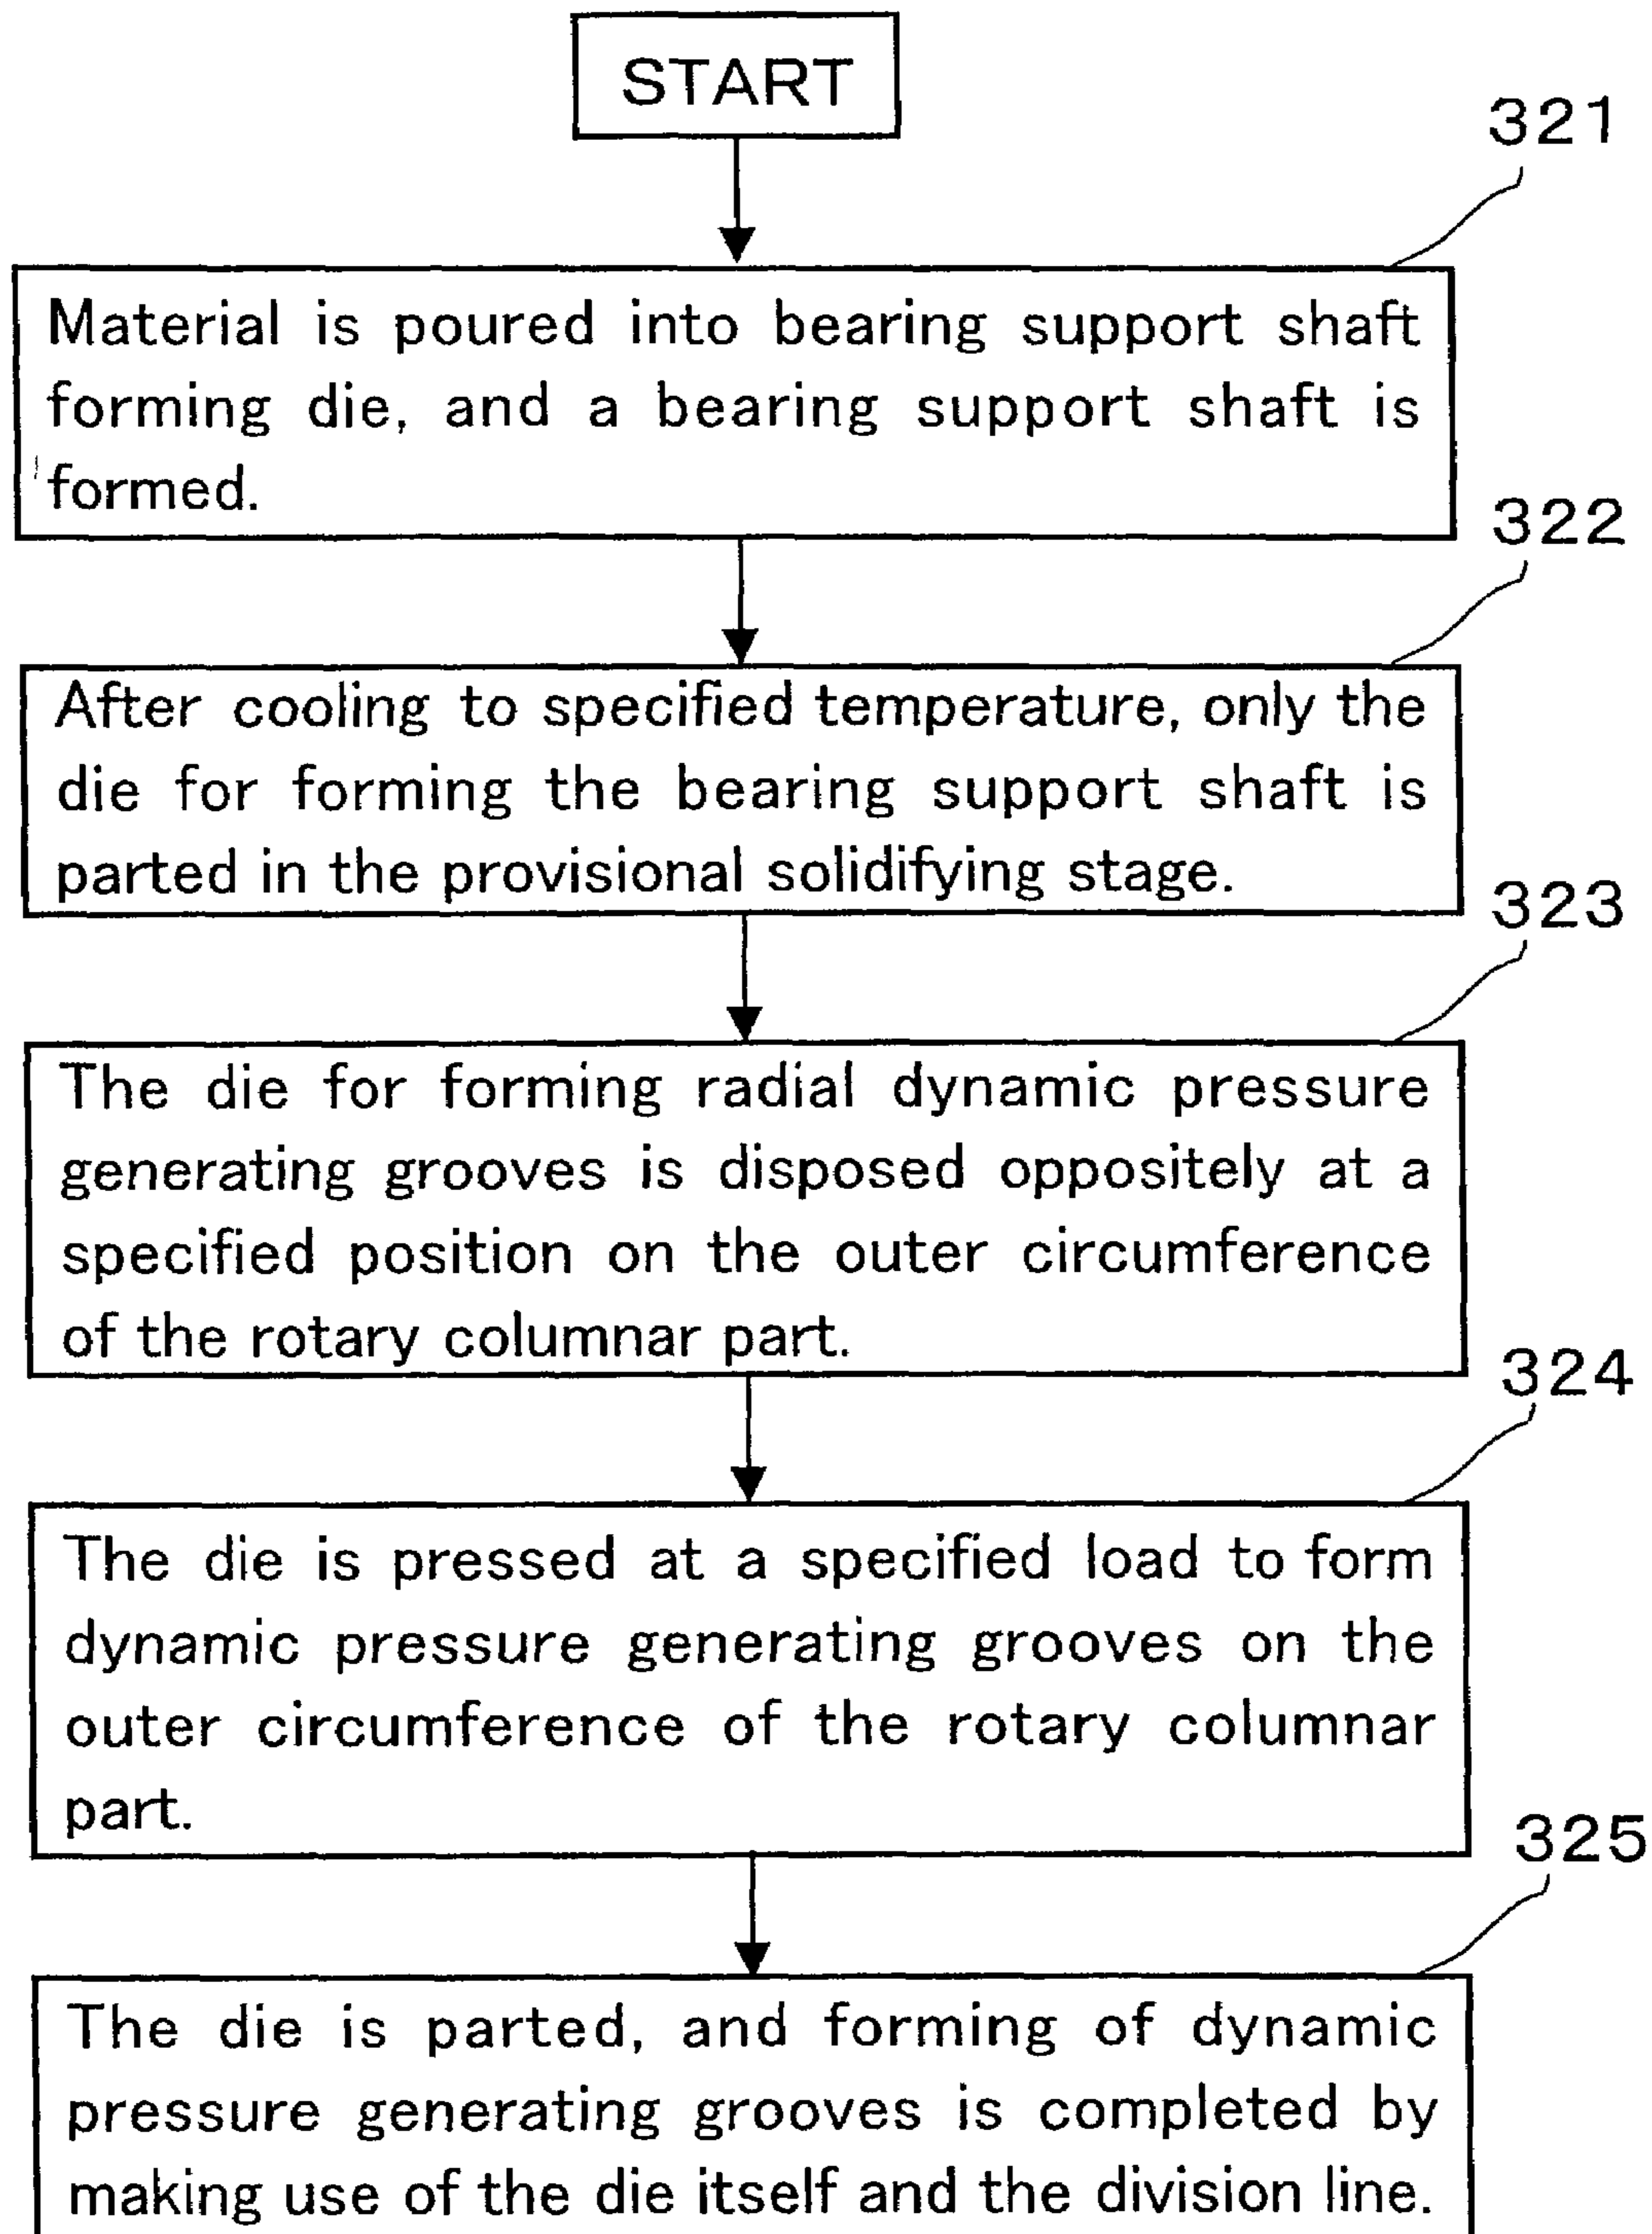 START
321
Material is poured into bearing support shaft
forming die, and a bearing support shaft is
formed.
322
After cooling to specified temperature, only the
die for forming the bearing support shaft is
parted in the provisional solidifying stage.
323
The die for forming radial dynamic pressure
generating grooves is disposed oppositely at a
specified position on the outer circumference
of the rotary columnar part.
324
The die is pressed at a specified load to form
dynamic pressure generating grooves on the
outer circumference of the rotary columnar
part.
325
The die is parted, and forming of dynamic
pressure generating grooves is completed by
making use of the die itself and the division line.